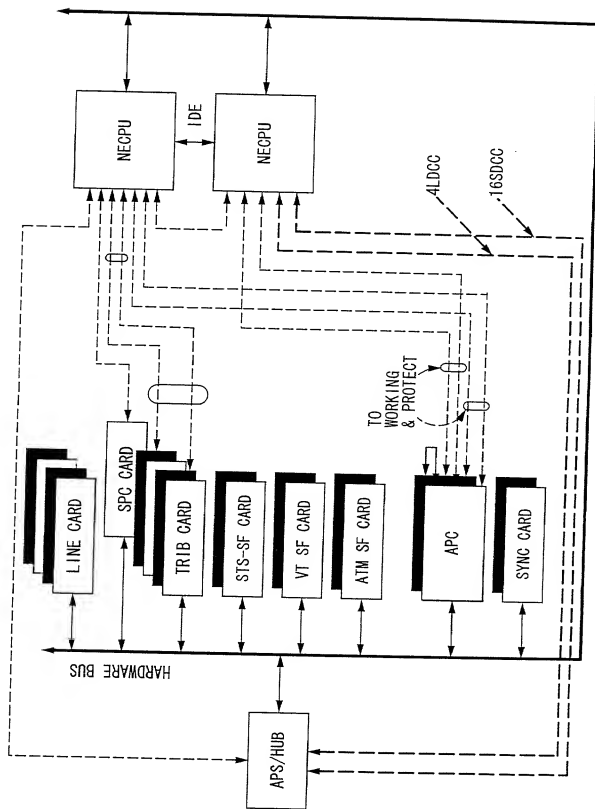 NECPU
IDE
NECPU
4LDCC
16SDCC
LINE CARD
SPC CARD
TRIB CARD
STS-SF CARD
VT SF CARD
ATM SF CARD
TO
WORKING
& PROTECT
APC
SYNC CARD
HARDWARE BUS
APS/HUB